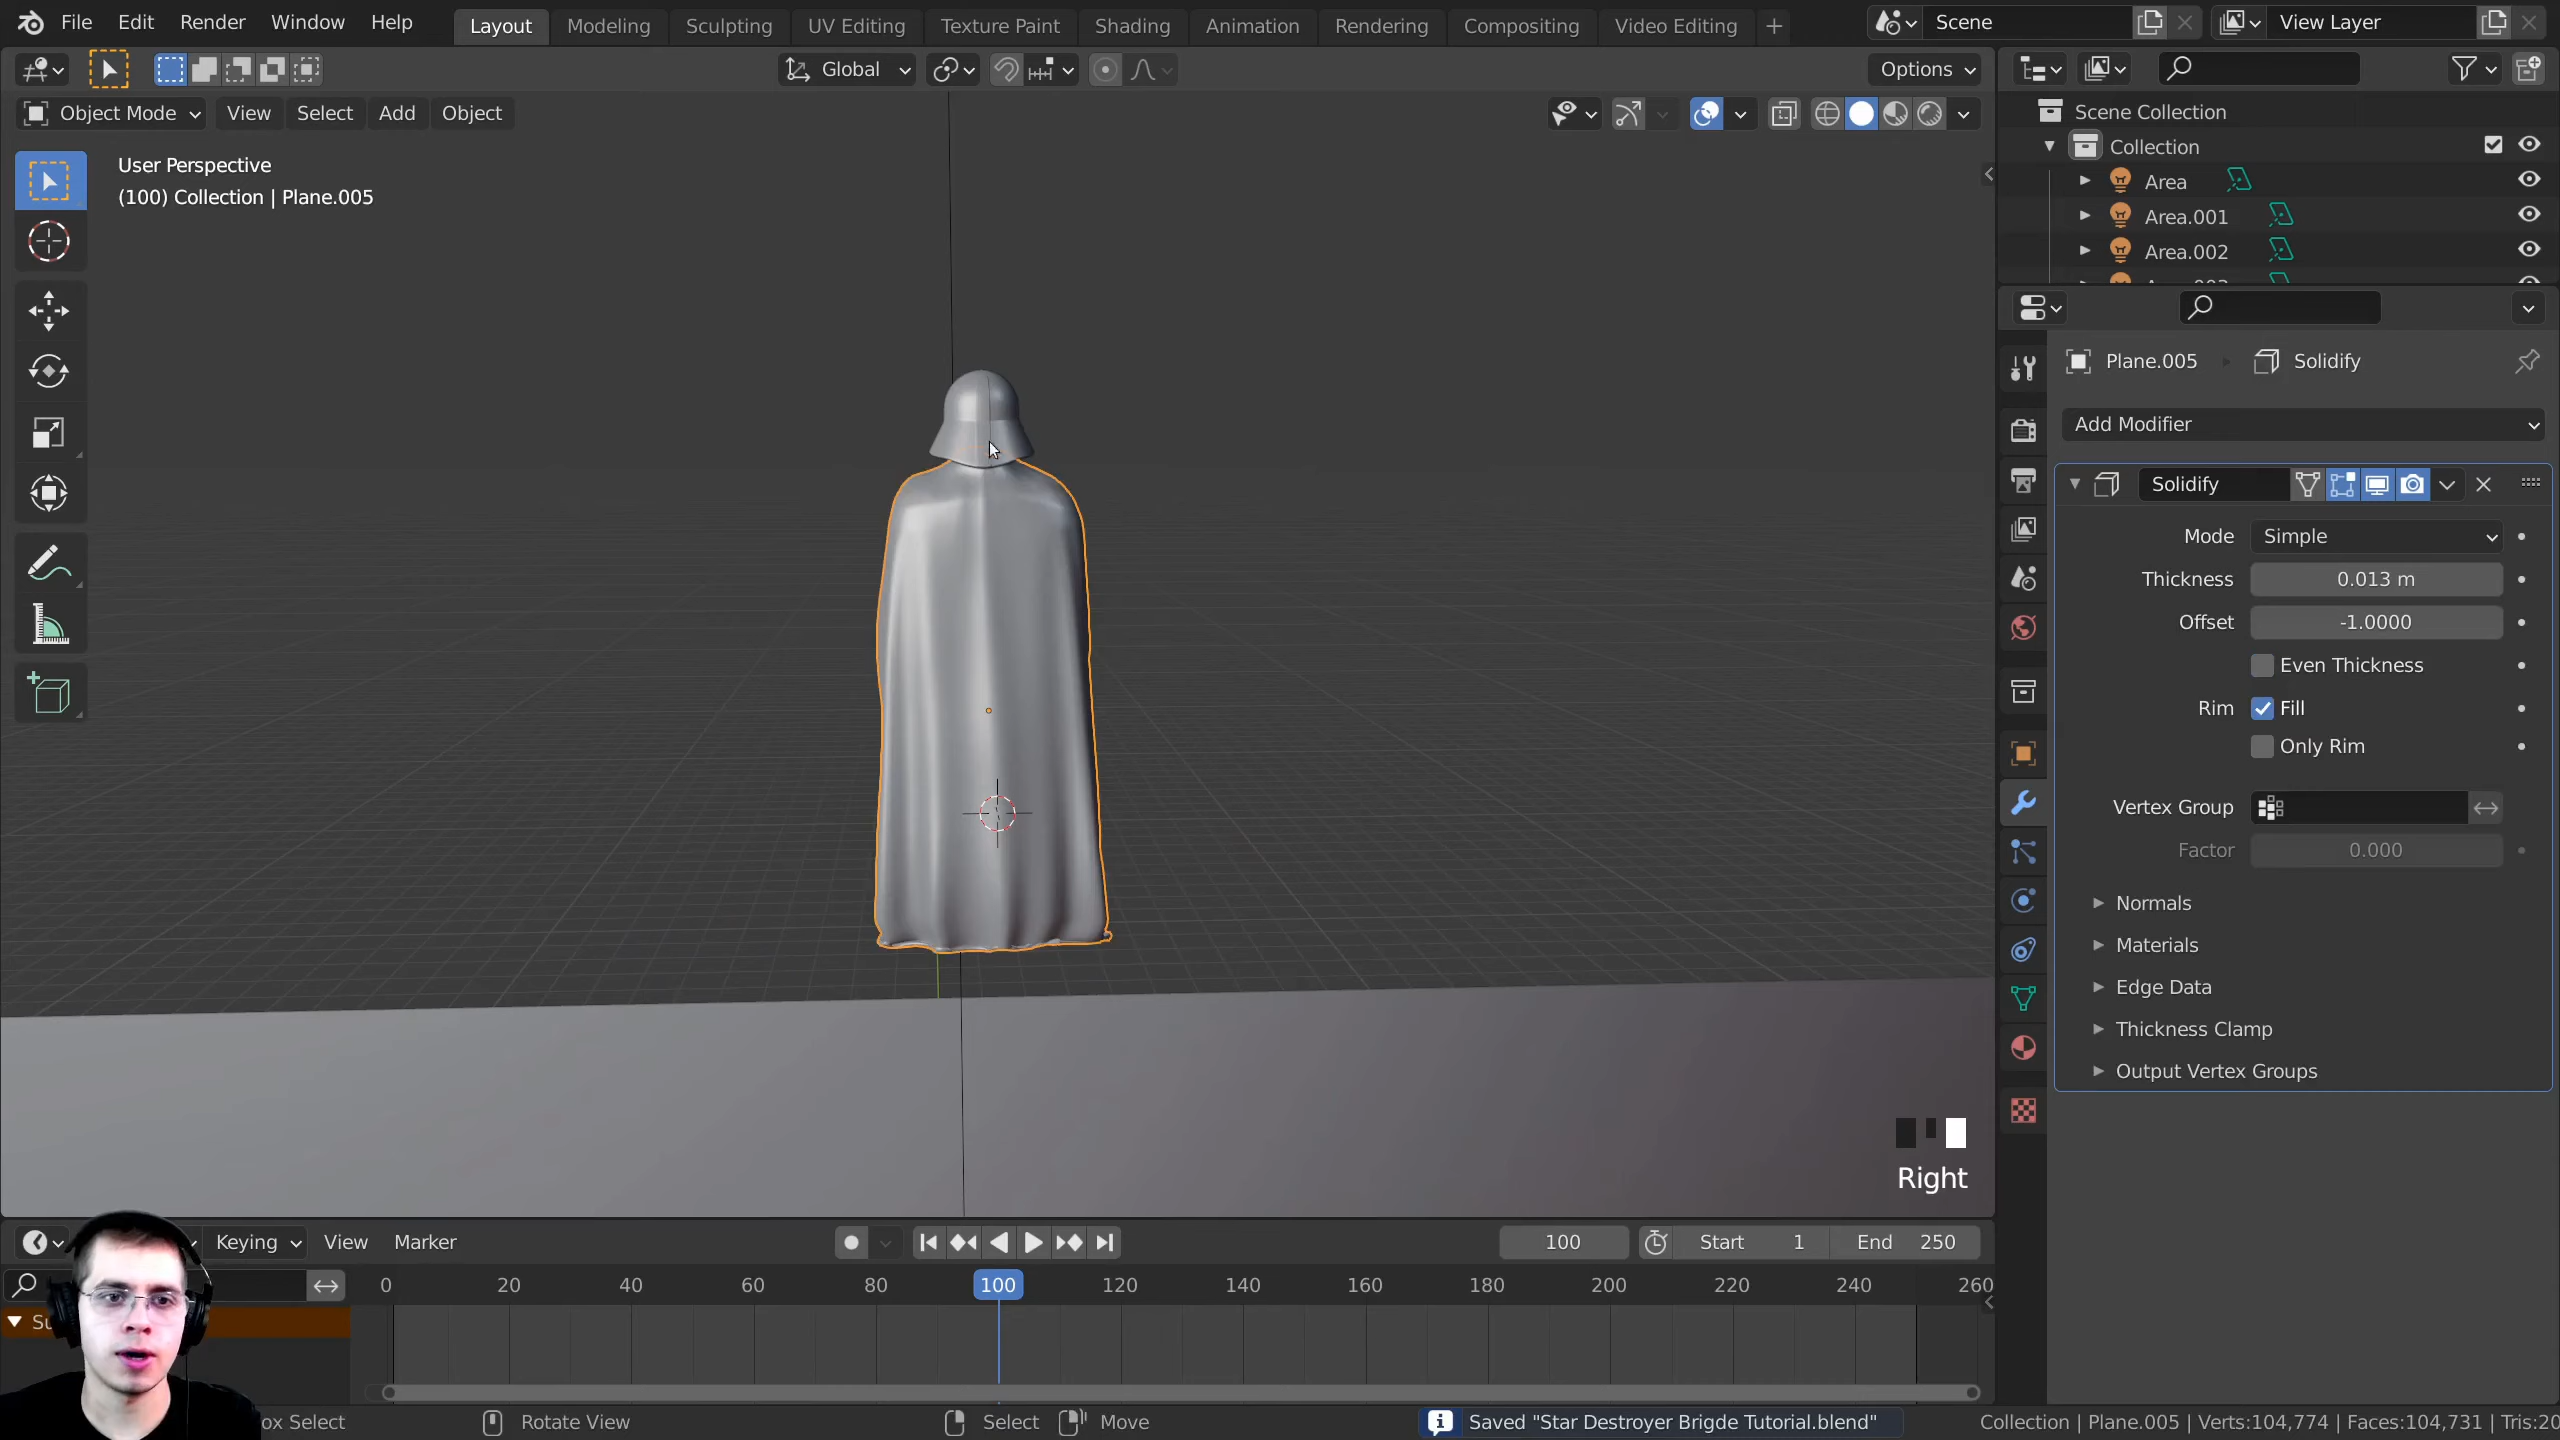 File Edit Render Window Help Layout Modeling Sculpting UV Editing Texture Paint Shading Animation Rendering Compositing Video Editing + Scene View Layer
Global Options
Object Mode View Select Add Object
User Perspective
(100) Collection | Plane.005
Scene Collection
Collection
Area
Area.001
Area.002
Plane.005 Solidify
Add Modifier
Solidify
Mode Simple
Thickness 0.013 m
Offset -1.0000
Even Thickness
Rim Fill
Only Rim
Vertex Group
Factor 0.000
Normals
Materials
Edge Data
Thickness Clamp
Output Vertex Groups
Right
Keying View Marker 100 Start 1 End 250
0 20 40 60 80 100 120 140 160 180 200 220 240 260
Su
ox Select Rotate View Select Move Saved "Star Destroyer Brigde Tutorial.blend" Collection | Plane.005 | Verts:104,774 | Faces:104,731 | Tris:20